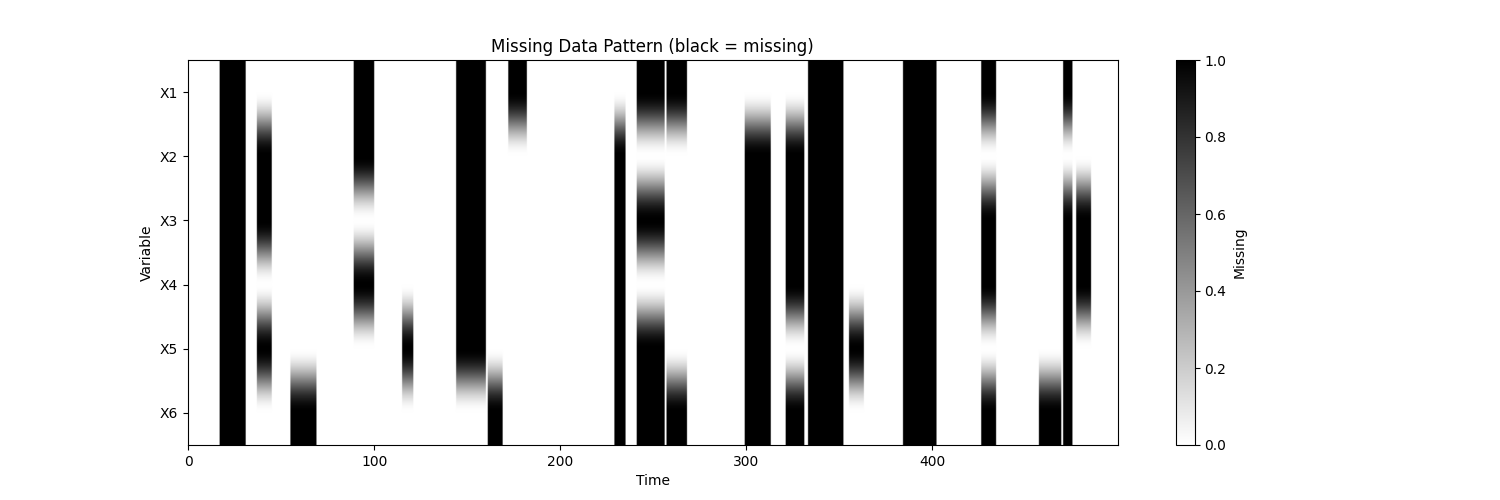 Missing Data Pattern (black = missing)
X1
X2
X3
X4
X5
X6
Variable
0 100 200 300 400
Time
1.0
0.8
0.6
0.4
0.2
0.0
Missing